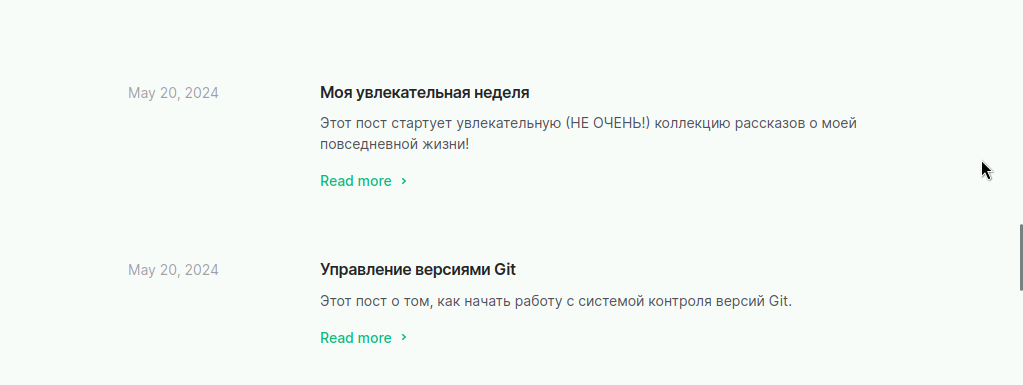 May 20, 2024
Моя увлекательная неделя
Этот пост стартует увлекательную (НЕ ОЧЕНЬ!) коллекцию рассказов о моей
повседневной жизни!
Read more
May 20, 2024
Управление версиями Git
Этот пост о том, как начать работу с системой контроля версий Git.
Read more